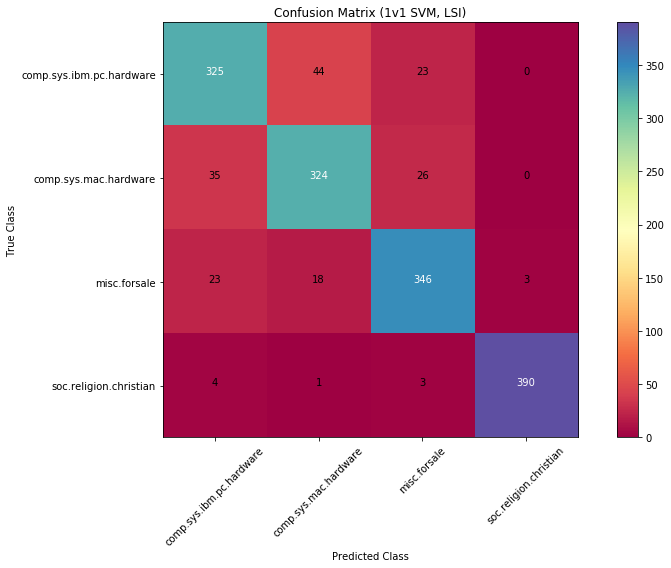 Confusion Matrix (1v1 SVM, LSI)
True Class
comp.sys.ibm.pc.hardware
325 44 23 0
comp.sys.mac.hardware
35 324 26 0
misc.forsale
23 18 346 3
soc.religion.christian
4 1 3 390
comp.sys.ibm.pc.hardware
comp.sys.mac.hardware
misc.forsale
soc.religion.christian
Predicted Class
350
300
250
200
150
100
50
0